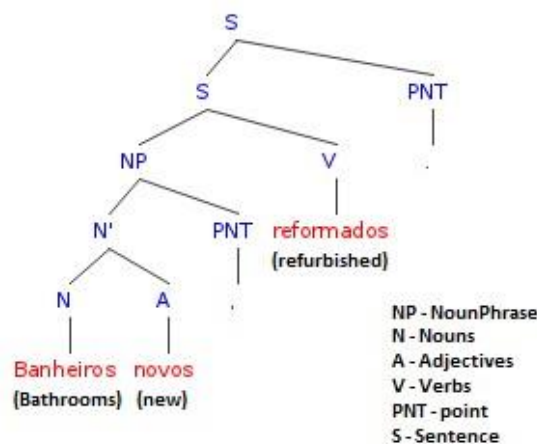 S
S PNT
NP V .
N' PNT reformados
(refurbished)
N A .
Banheiros novos
(Bathrooms) (new)
NP - NounPhrase
N - Nouns
A - Adjectives
V - Verbs
PNT - point
S - Sentence